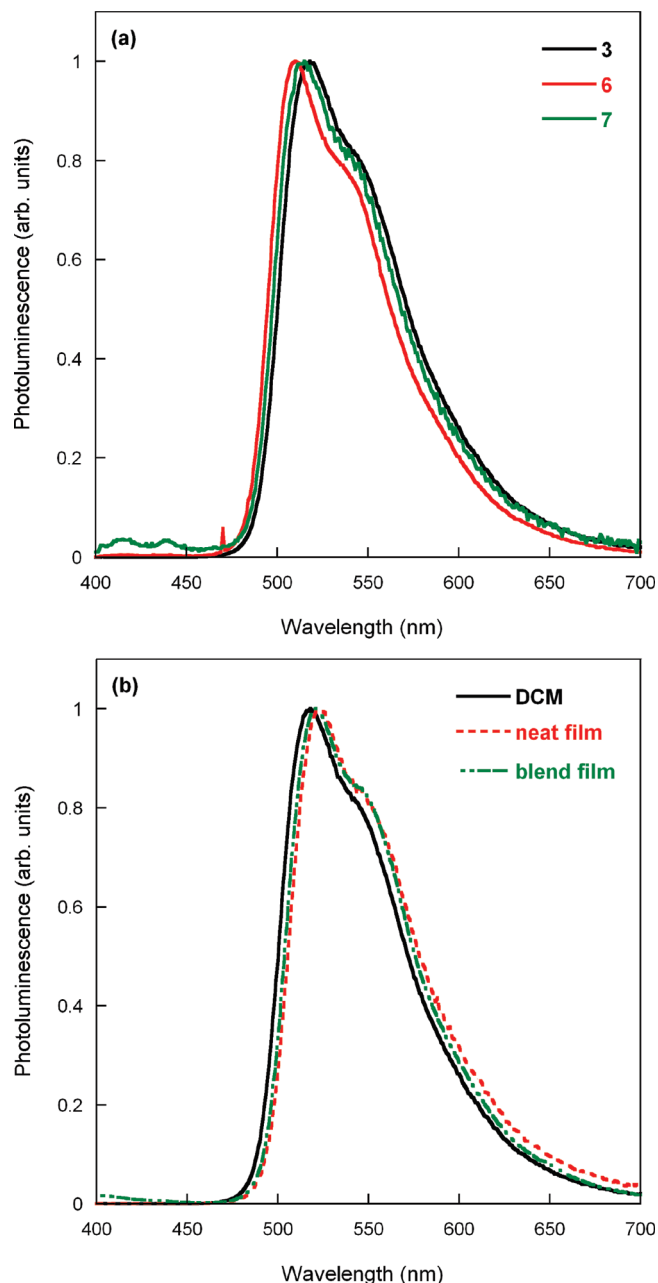 (a)
3
6
7
Photoluminescence (arb. units)
1
0.8
0.6
0.4
0.2
0
400 450 500 550 600 650 700
Wavelength (nm)
(b)
DCM
neat film
blend film
Photoluminescence (arb. units)
1
0.8
0.6
0.4
0.2
0
400 450 500 550 600 650 700
Wavelength (nm)